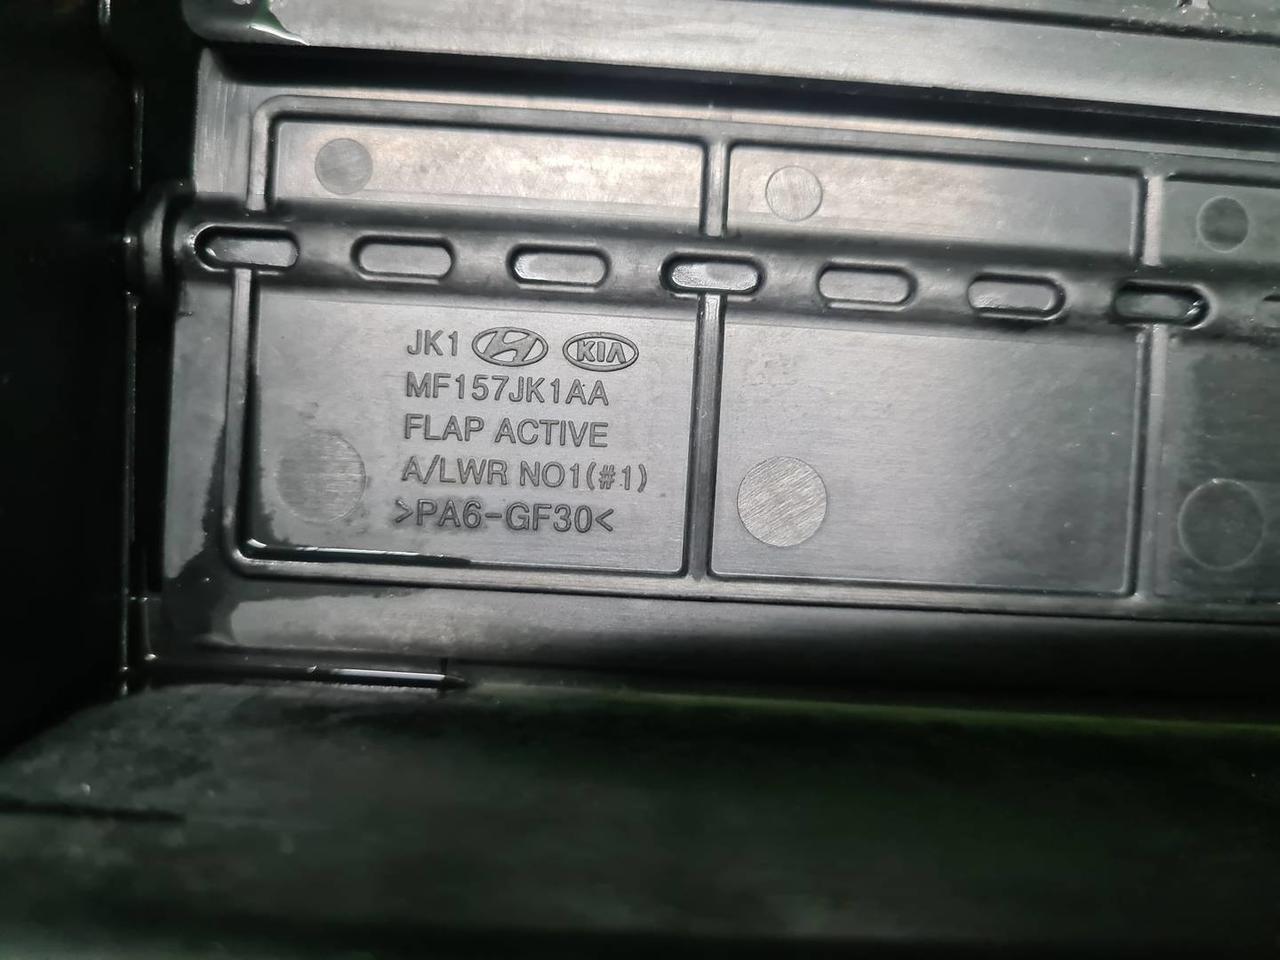 JK1 KIA
MF157JK1AA
FLAP ACTIVE
A/LWR NO1(#1)
>PA6-GF30<